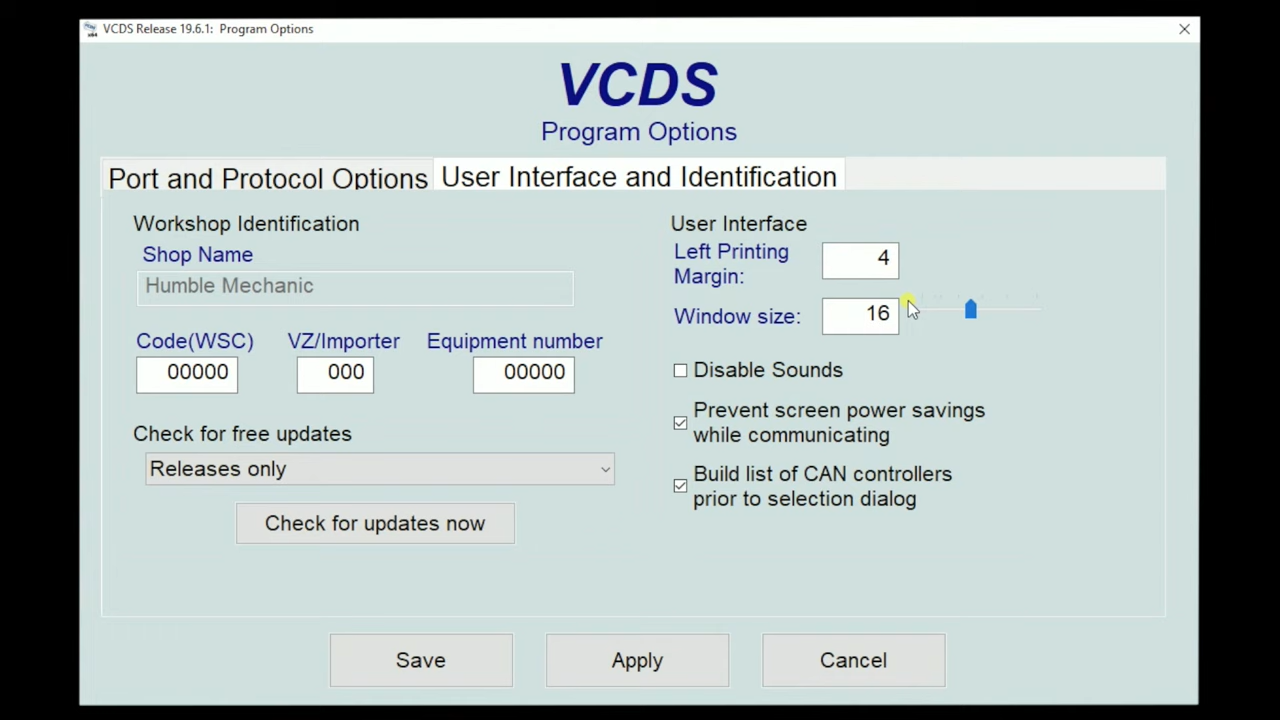 VCDS Release 19.6.1: Program Options
VCDS
Program Options
Port and Protocol Options
User Interface and Identification
Workshop Identification
Shop Name
Humble Mechanic
Code(WSC)
VZ/Importer
Equipment number
00000
000
00000
Check for free updates
Releases only
Check for updates now
User Interface
Left Printing
Margin:
4
Window size:
16
Disable Sounds
Prevent screen power savings
while communicating
Build list of CAN controllers
prior to selection dialog
Save
Apply
Cancel